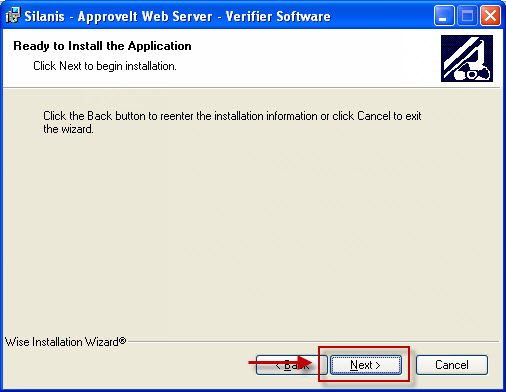 Silanis - ApproveIt Web Server - Verifier Software
Ready to Install the Application
Click Next to begin installation.
Click the Back button to reenter the installation information or click Cancel to exit
the wizard.
Wise Installation Wizard®
< Back Next > Cancel